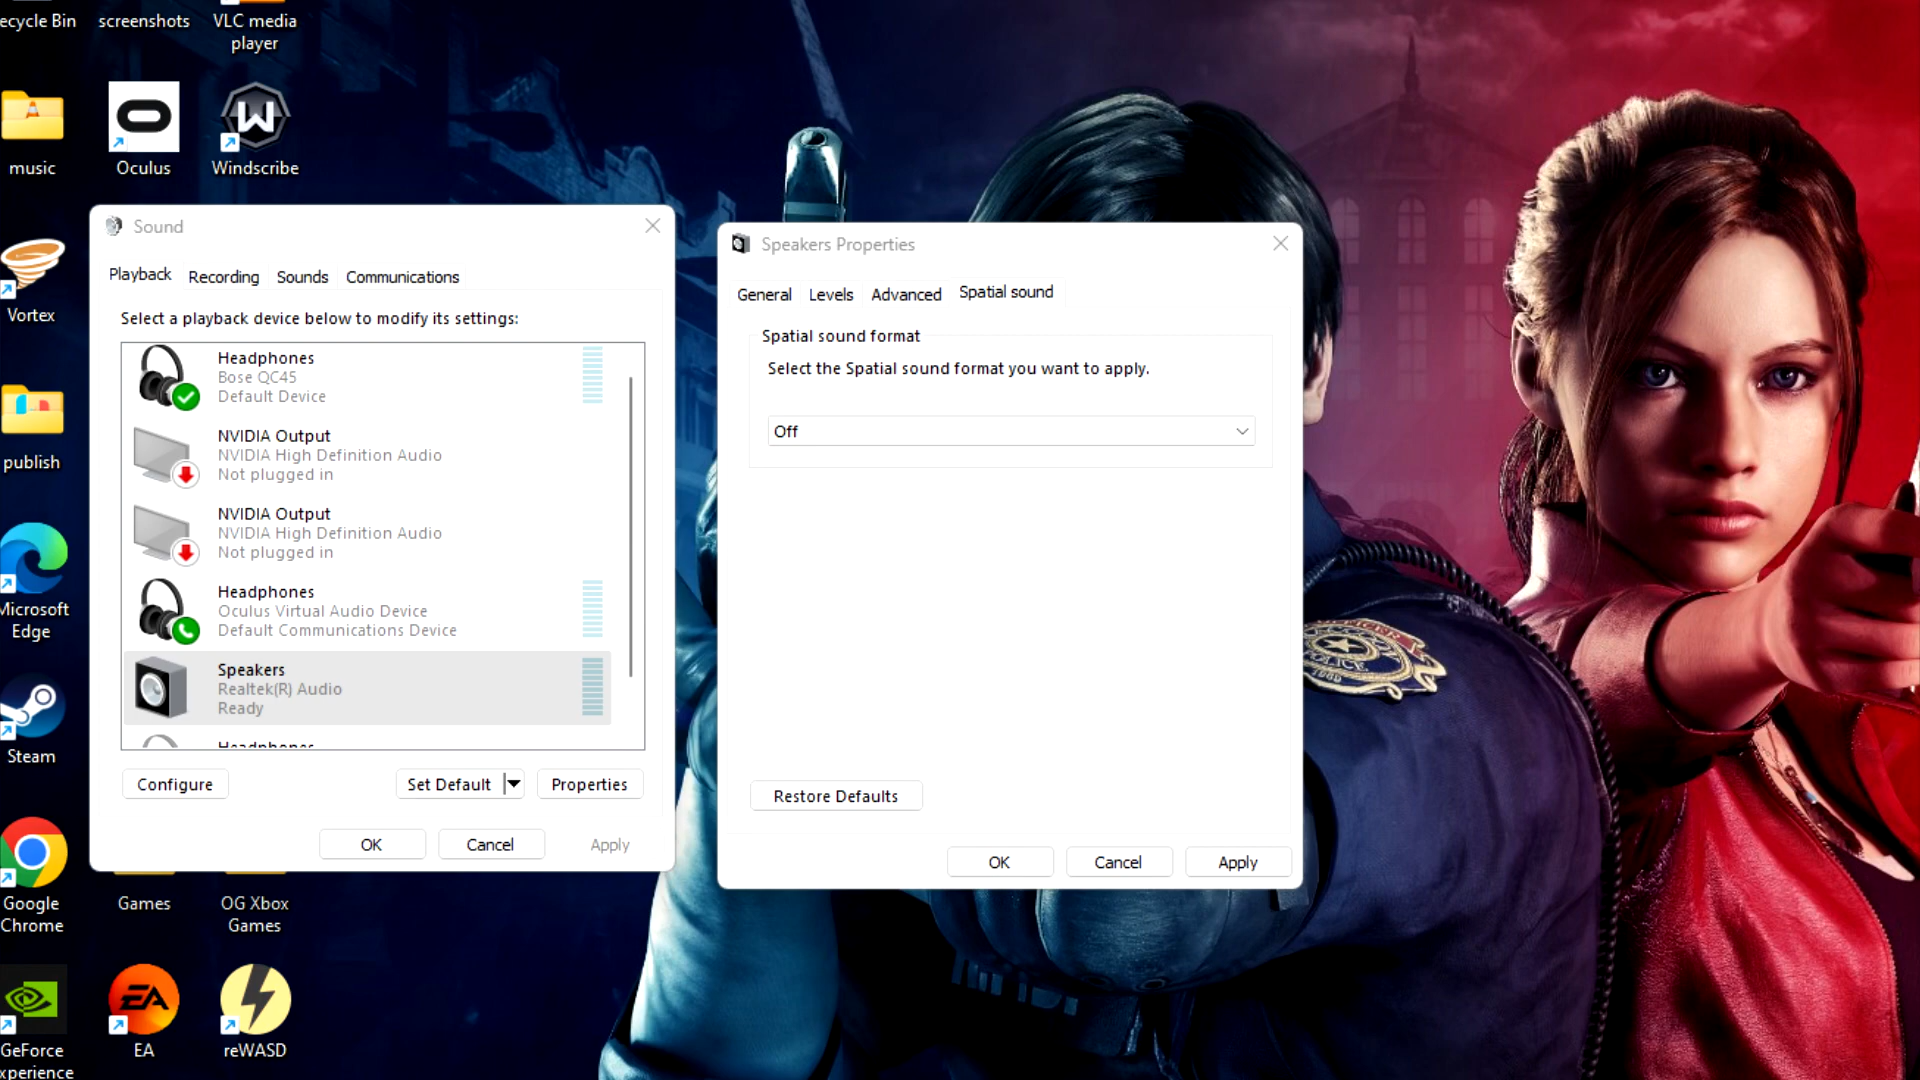 ecycle Bin
screenshots
VLC media
player
music
Oculus
Windscribe
Vortex
publish
Microsoft
Edge
Steam
Google
Chrome
Games
OG Xbox
Games
GeForce
xperience
EA
EA
reWASD
Sound
Playback
Recording
Sounds
Communications
Select a playback device below to modify its settings:
Headphones
Bose QC45
Default Device
NVIDIA Output
NVIDIA High Definition Audio
Not plugged in
NVIDIA Output
NVIDIA High Definition Audio
Not plugged in
Headphones
Oculus Virtual Audio Device
Default Communications Device
Speakers
Realtek(R) Audio
Ready
Headphones
Configure
Set Default
Properties
OK
Cancel
Apply
Speakers Properties
General
Levels
Advanced
Spatial sound
Spatial sound format
Select the Spatial sound format you want to apply.
Off
Restore Defaults
OK
Cancel
Apply
POLICE